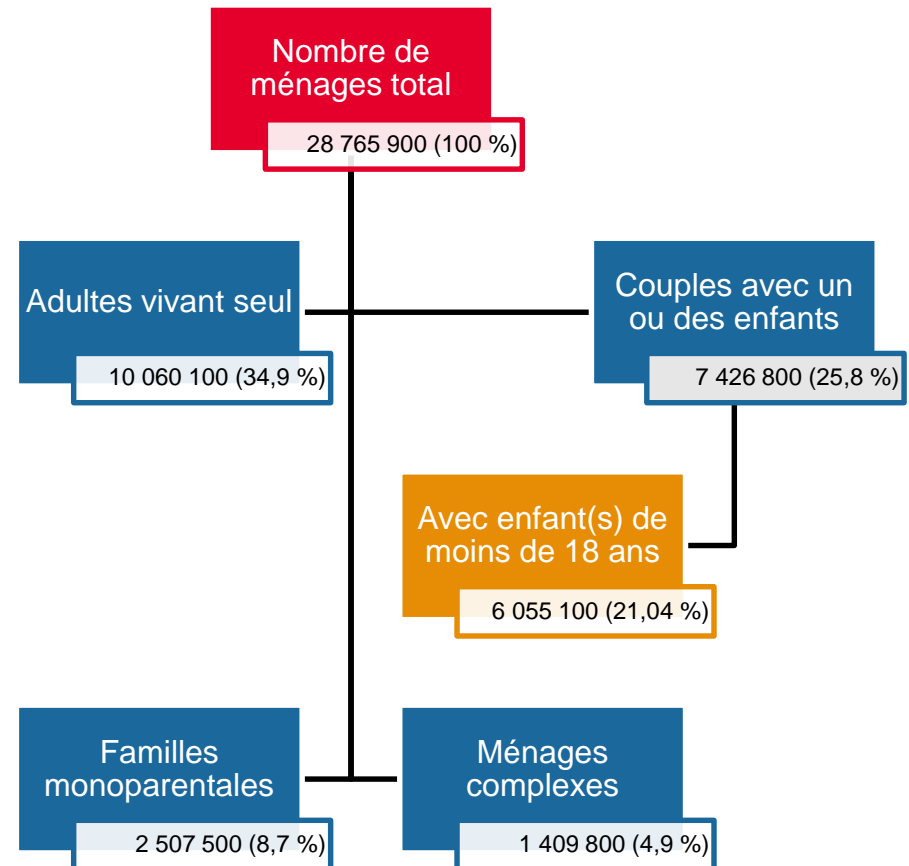 Nombre de
ménages total
28 765 900 (100 %)
Adultes vivant seul
10 060 100 (34,9 %)
Couples avec un
ou des enfants
7 426 800 (25,8 %)
Avec enfant(s) de
moins de 18 ans
6 055 100 (21,04 %)
Familles
monoparentales
2 507 500 (8,7 %)
Ménages
complexes
1 409 800 (4,9 %)